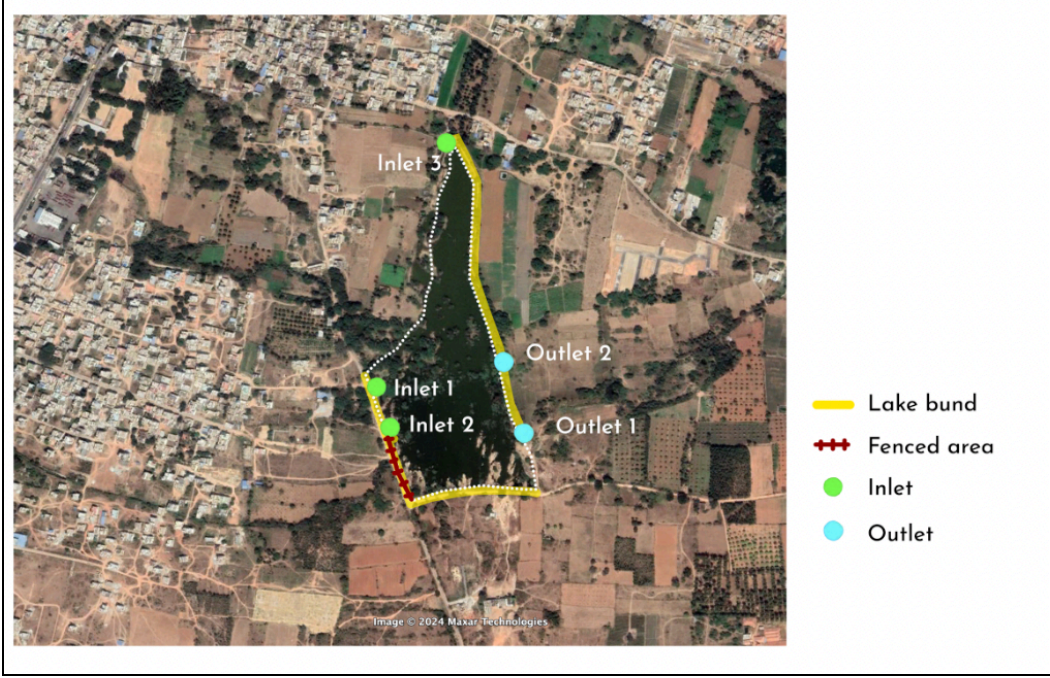 Inlet 3
Outlet 2
Inlet 1
Inlet 2
Outlet 1
Lake bund
Fenced area
Inlet
Outlet
Image © 2024 Maxar Technologies